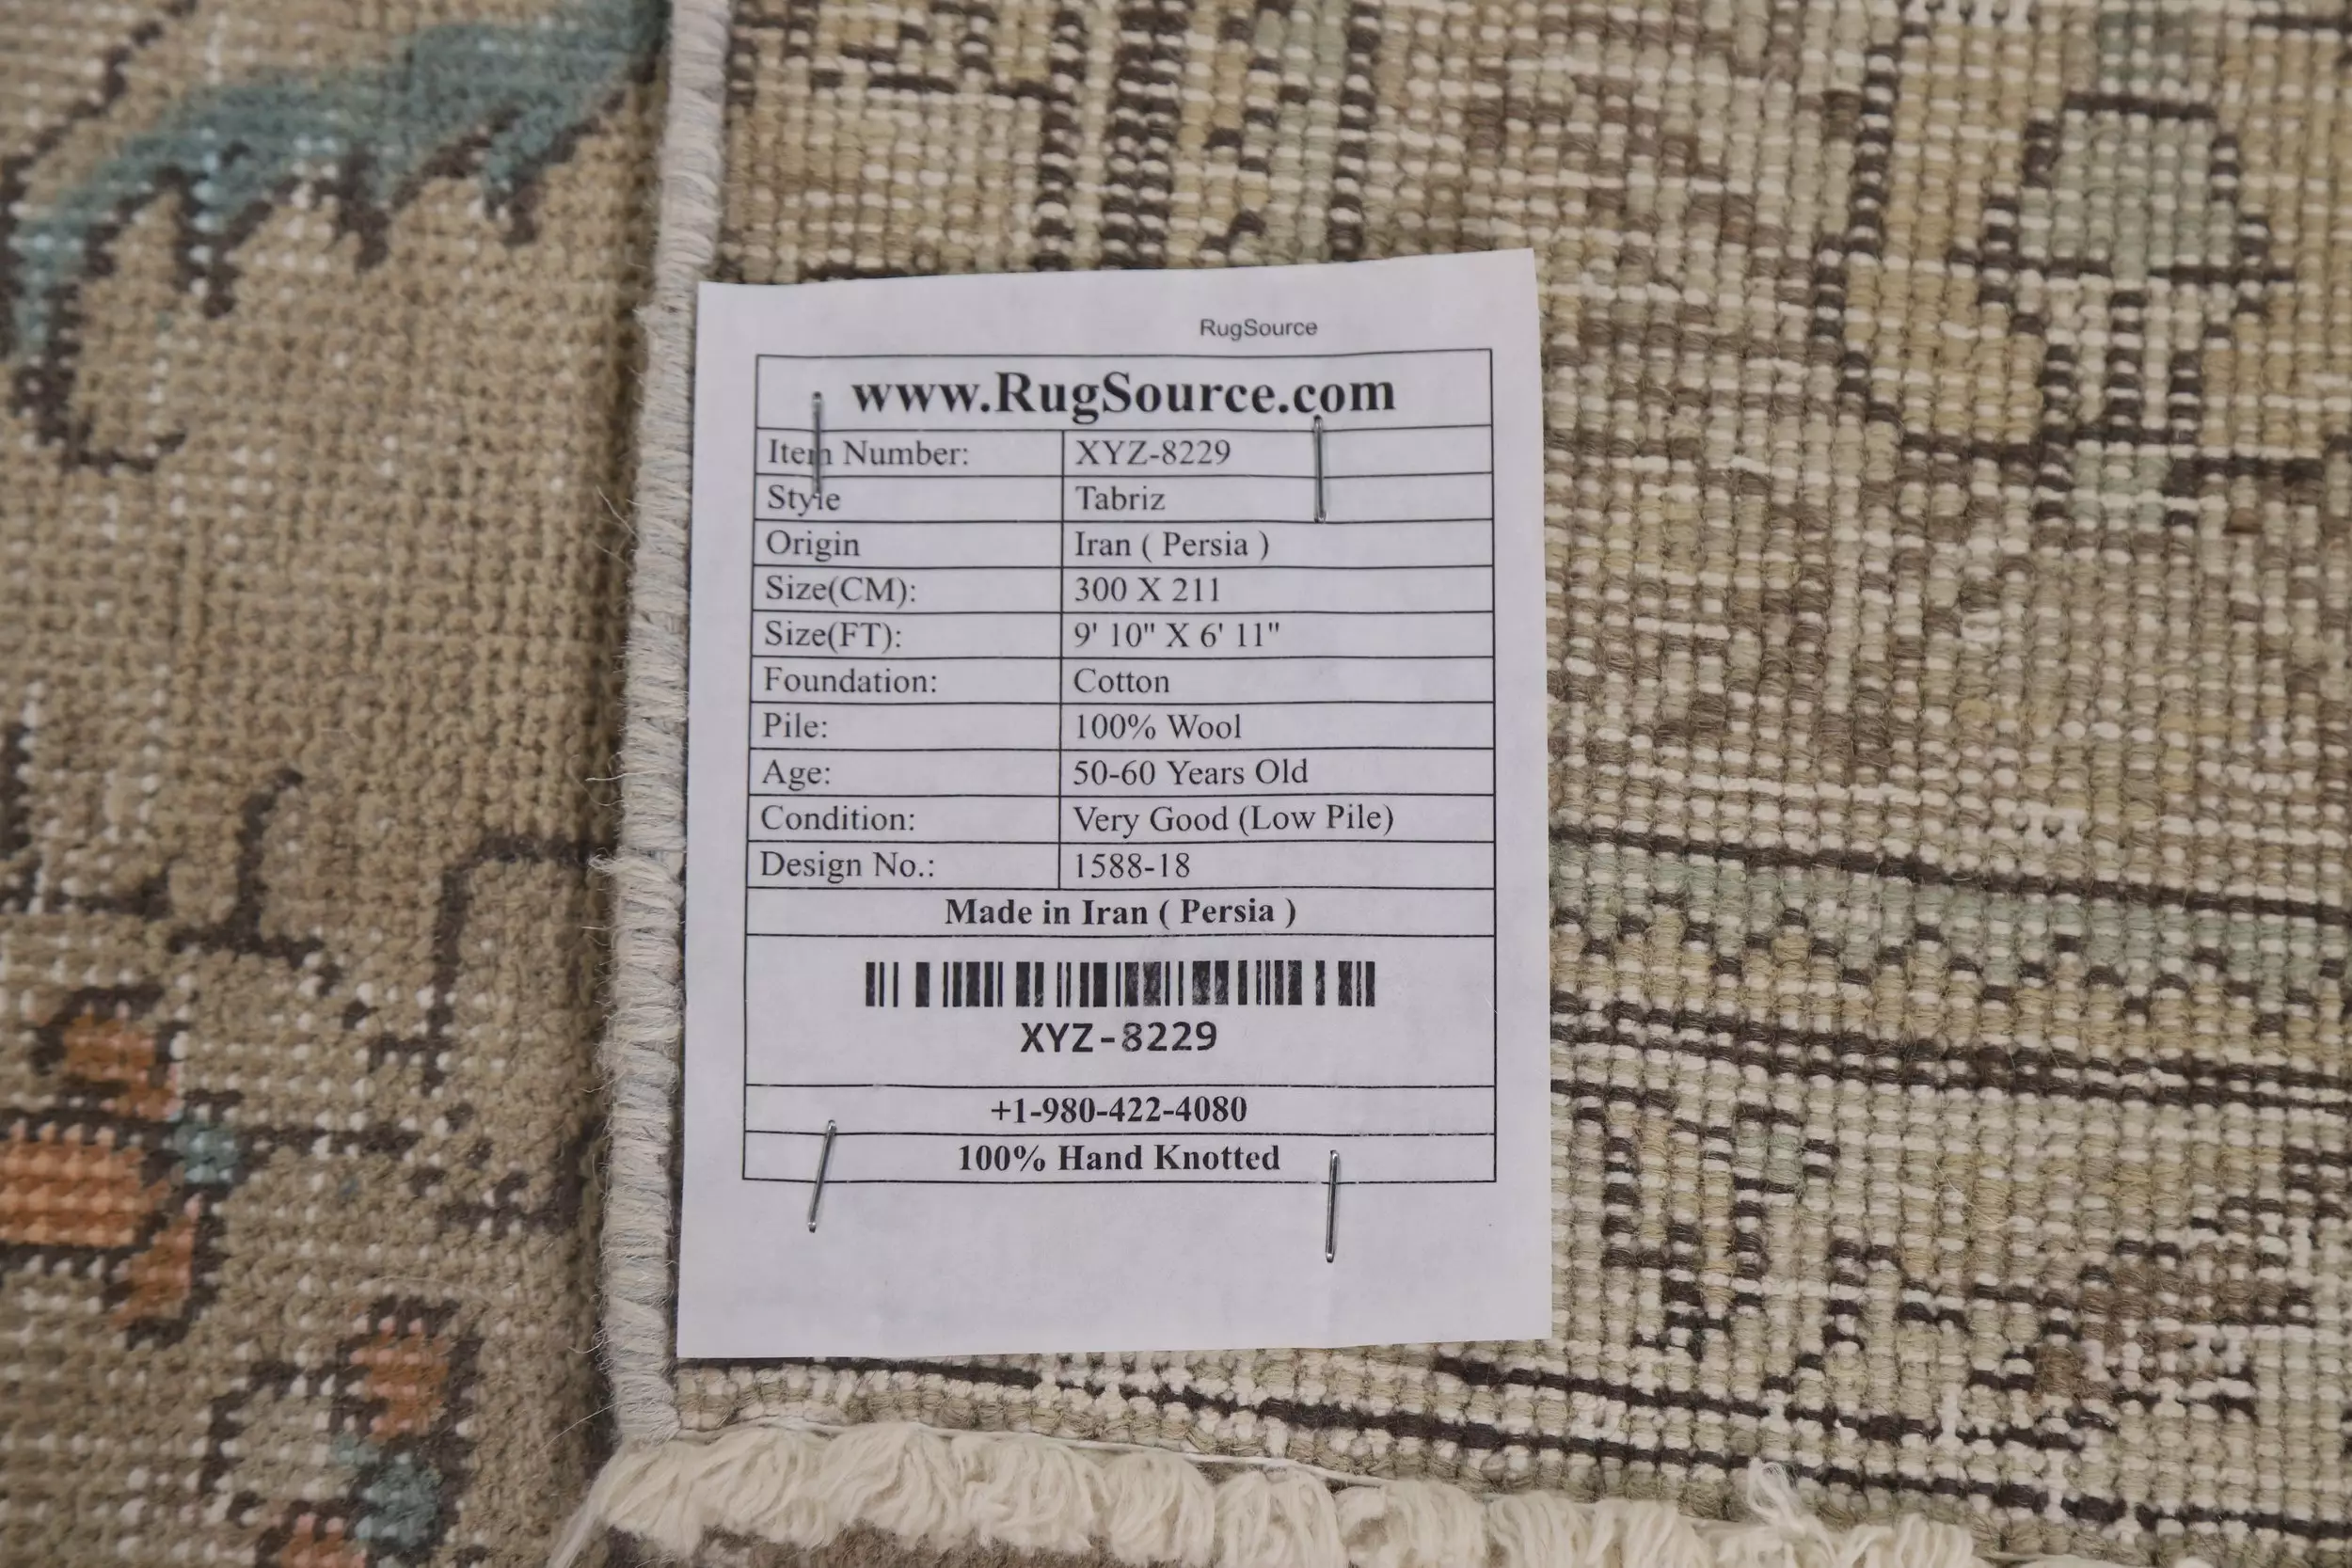 RugSource
www.RugSource.com
Item Number: XYZ-8229
Style Tabriz
Origin Iran ( Persia )
Size(CM): 300 X 211
Size(FT): 9' 10" X 6' 11"
Foundation: Cotton
Pile: 100% Wool
Age: 50-60 Years Old
Condition: Very Good (Low Pile)
Design No.: 1588-18
Made in Iran ( Persia )
XYZ-8229
+1-980-422-4080
100% Hand Knotted